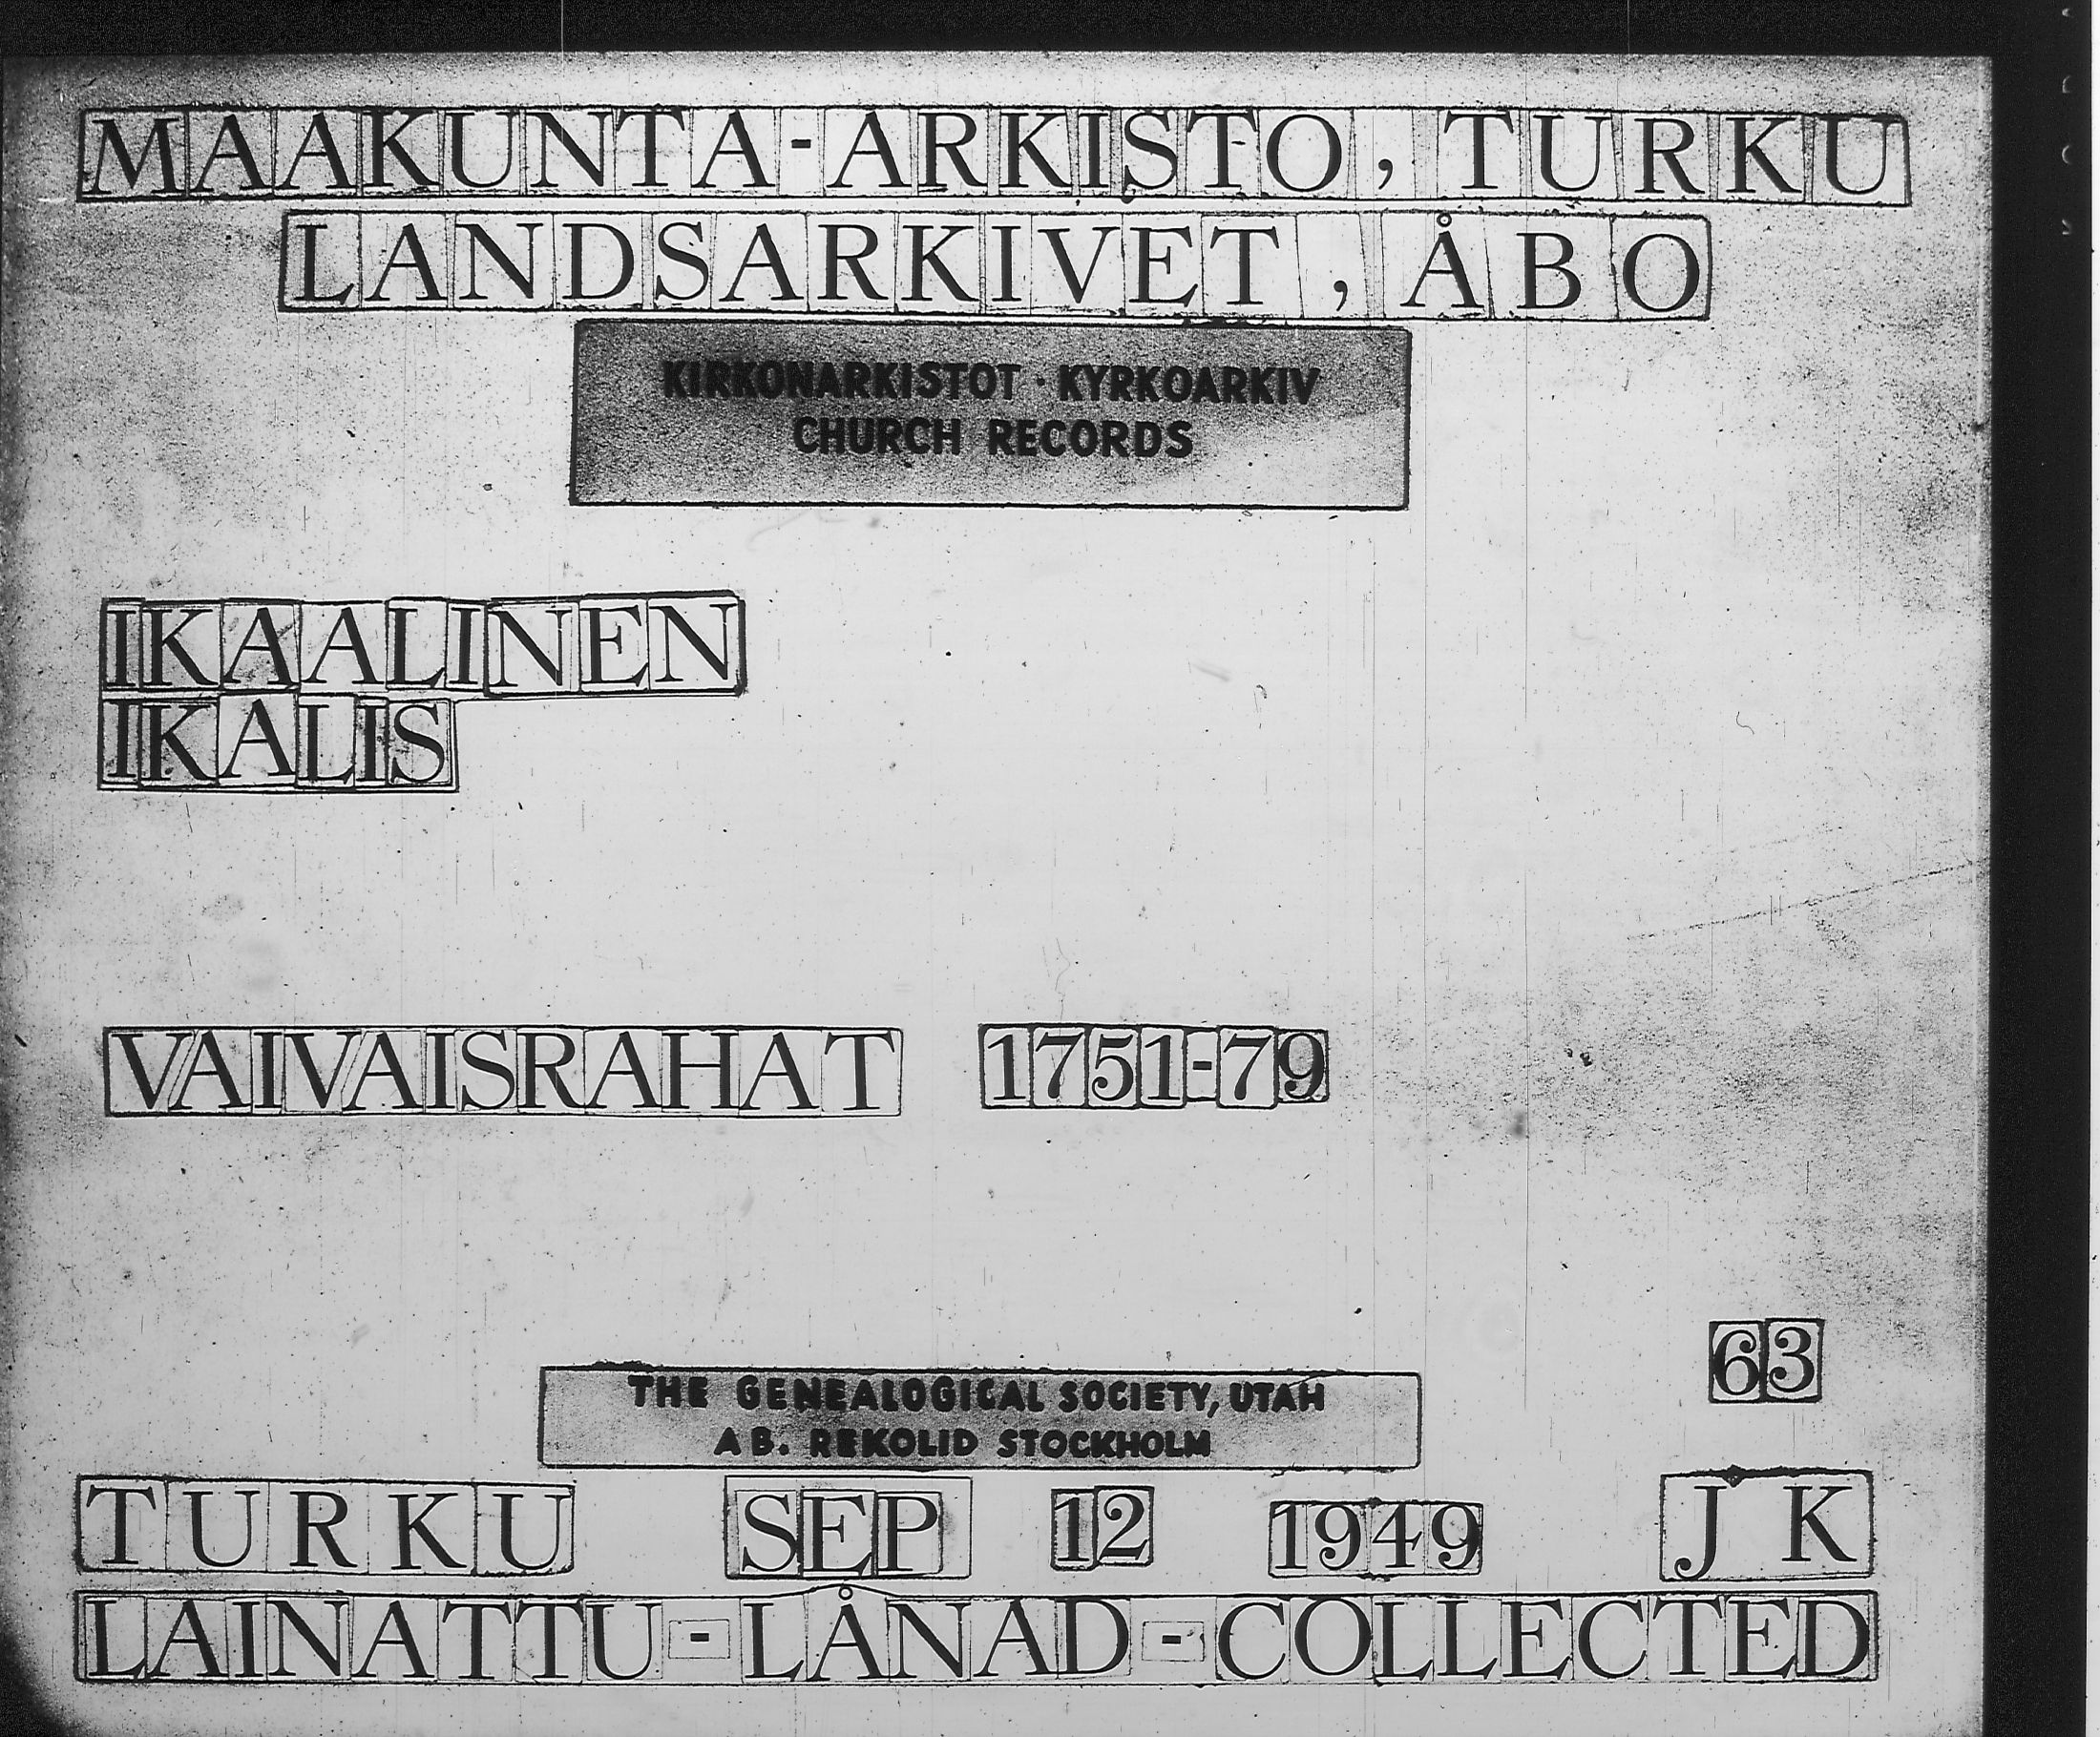 MAAKUNTA-ARKISTO, TURKU
LANDSARKIVET, ÅBO
KIRKONARKISTOT · KYRKOARKIV
CHURCH RECORDS
IKAALINEN
IKALIS
VAIVAISRAHAT 1751-79
63
THE GENEALOGICAL SOCIETY, UTAH
AB. REKOLID STOCKHOLM
TURKU SEP 12 1949 J K
LAINATTU-LÅNAD-COLLECTED